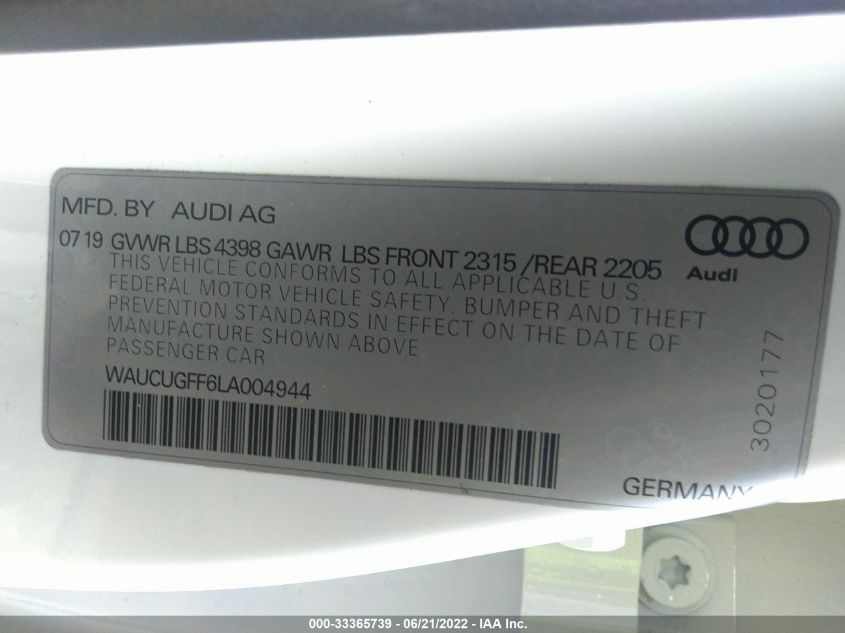 MFD. BY AUDI AG
0719 GVWR LBS 4398 GAWR LBS FRONT 2315 /REAR 2205
THIS VEHICLE CONFORMS TO ALL APPLICABLE U.S.
FEDERAL MOTOR VEHICLE SAFETY, BUMPER AND THEFT
PREVENTION STANDARDS IN EFFECT ON THE DATE OF
MANUFACTURE SHOWN ABOVE
PASSENGER CAR
WAUCUGFF6LA004944
Audi
3020177
GERMANY
000-33365739 - 06/21/2022 - IAA Inc.